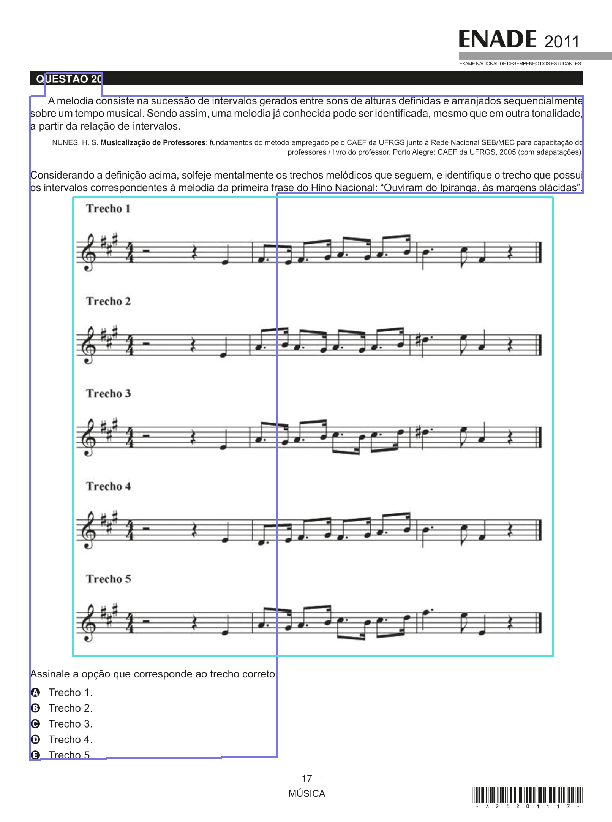 ENADE 2011
EXAME NACIONAL DE DESEMPENHO DOS ESTUDANTES
QUESTÃO 20
A melodia consiste na sucessão de intervalos gerados entre sons de alturas definidas e arranjados sequencialmente
sobre um tempo musical. Sendo assim, uma melodia já conhecida pode ser identificada, mesmo que em outra tonalidade,
a partir da relação de intervalos.
NUNES, H. S. Musicalização de Professores: fundamentos do método empregado pelo CAEF da UFRGS junto à Rede Nacional SEB/MEC para capacitação de
professores / livro do professor. Porto Alegre: CAEF da UFRGS, 2005 (com adapatações).
Considerando a definição acima, solfeje mentalmente os trechos melódicos que seguem, e identifique o trecho que possui
os intervalos correspondentes à melodia da primeira frase do Hino Nacional: “Ouviram do Ipiranga, às margens plácidas”.
Trecho 1
Trecho 2
Trecho 3
Trecho 4
Trecho 5
Assinale a opção que corresponde ao trecho correto
A Trecho 1.
B Trecho 2.
C Trecho 3.
D Trecho 4.
E Trecho 5
17
MÚSICA